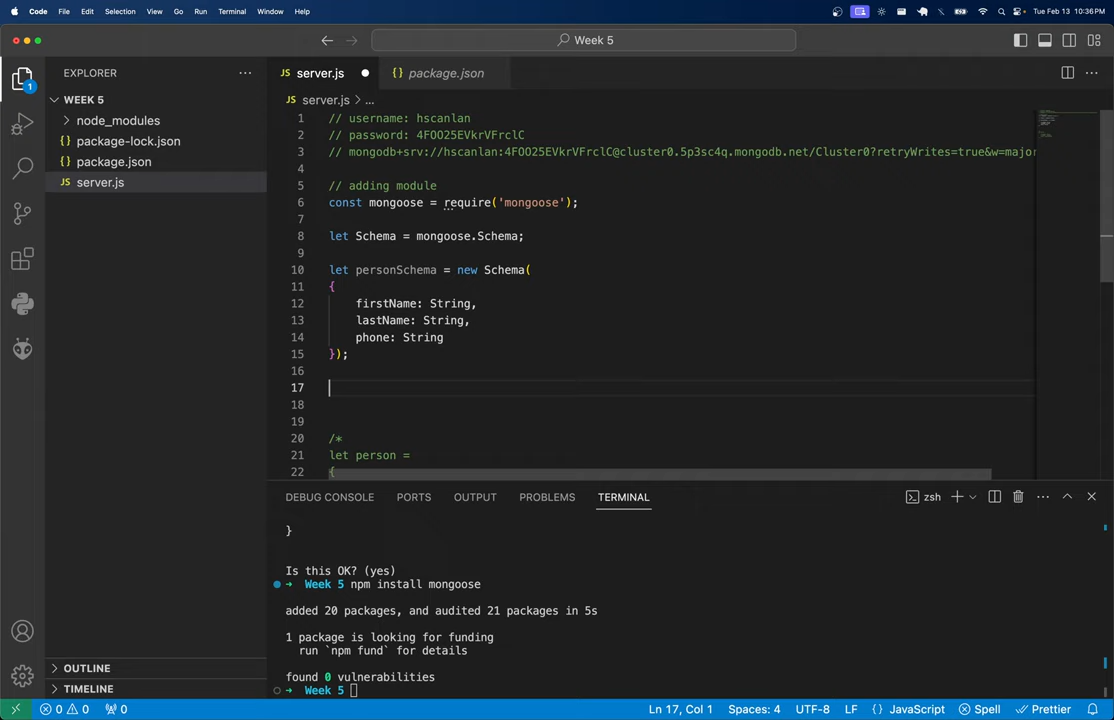 Code File Edit Selection View Go Run Terminal Window Help Tue Feb 13 10:36 PM
Week 5
EXPLORER
server.js package.json
WEEK 5
server.js > ...
node_modules
package-lock.json
package.json
server.js
1
1 // username: hscanlan
2 // password: 4FOO25EVkrVFrclC
3 // mongodb+srv://hscanlan:4FOO25EVkrVFrclC@cluster0.5p3sc4q.mongodb.net/Cluster0?retryWrites=true&w=major
4
5 // adding module
6 const mongoose = require('mongoose');
7
8 let Schema = mongoose.Schema;
9
10 let personSchema = new Schema(
11 {
12 firstName: String,
13 lastName: String,
14 phone: String
15 });
16
17
18
19
20 /*
21 let person =
22 {
DEBUG CONSOLE PORTS OUTPUT PROBLEMS TERMINAL zsh
}
Is this OK? (yes)
➜ Week 5 npm install mongoose
added 20 packages, and audited 21 packages in 5s
1 package is looking for funding
run `npm fund` for details
found 0 vulnerabilities
➜ Week 5
OUTLINE
TIMELINE
0 0 0 Ln 17, Col 1 Spaces: 4 UTF-8 LF {} JavaScript Spell Prettier